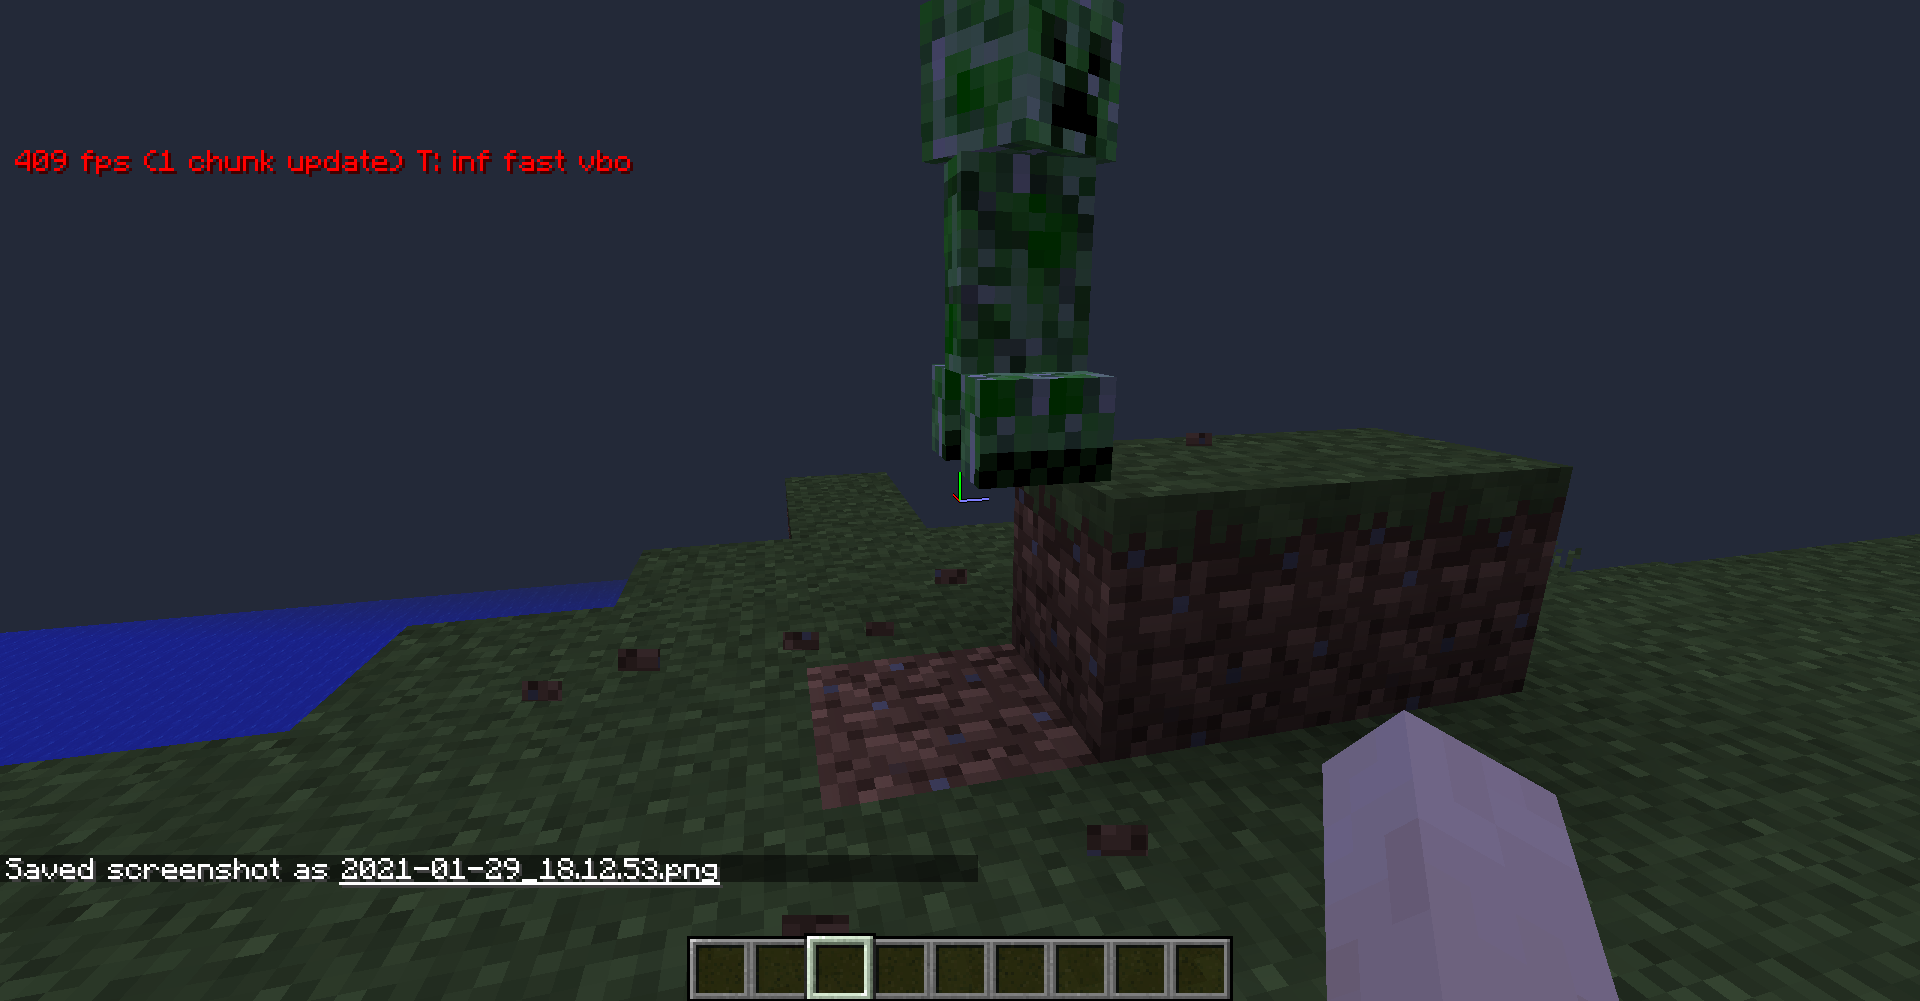 409 fps (1 chunk update) T: inf fast vbo
Saved screenshot as 2021-01-29_18.12.53.png